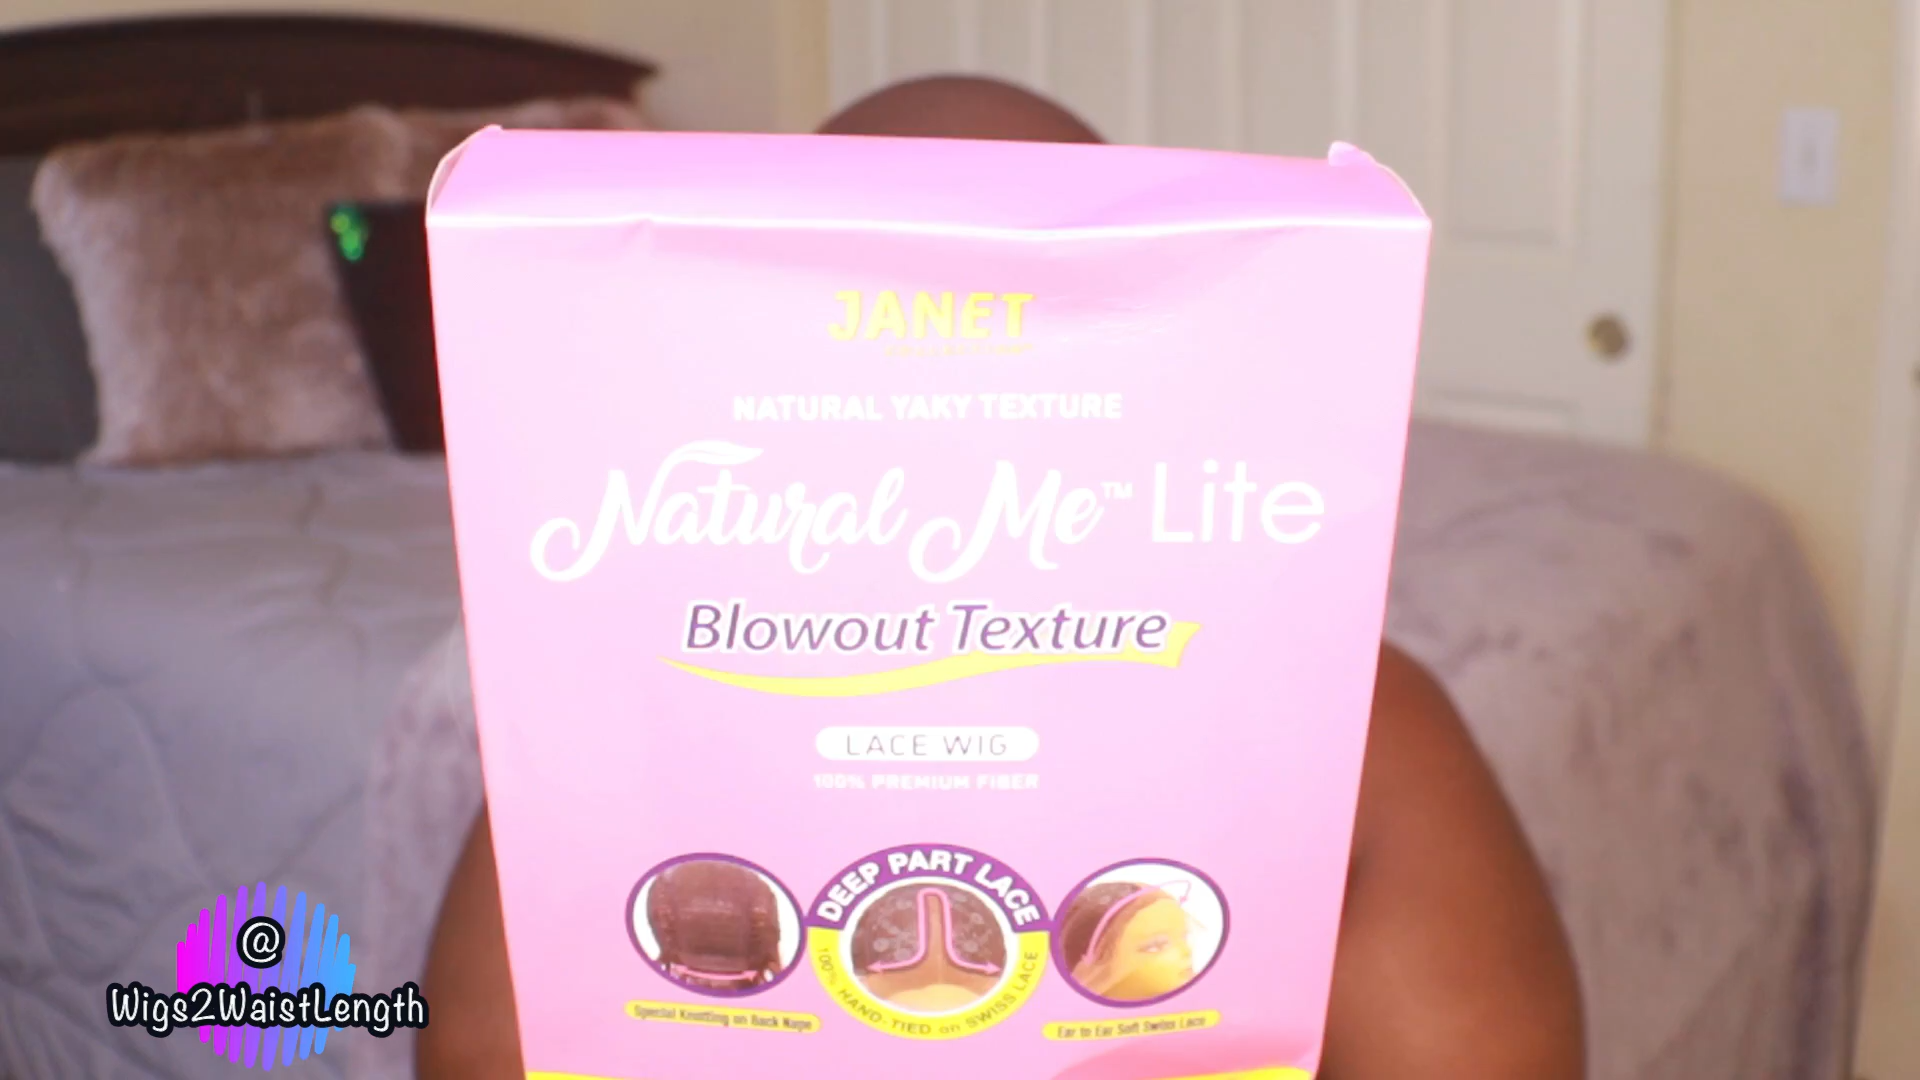 JANET
COLLECTION™
NATURAL YAKY TEXTURE
Natural Me™ Lite
Blowout Texture
LACE WIG
100% PREMIUM FIBER
DEEP PART LACE
100% HAND-TIED on SWISS LACE
Special Knotting on Back Nape
Ear to Ear Soft Swiss Lace
@
Wigs2WaistLength